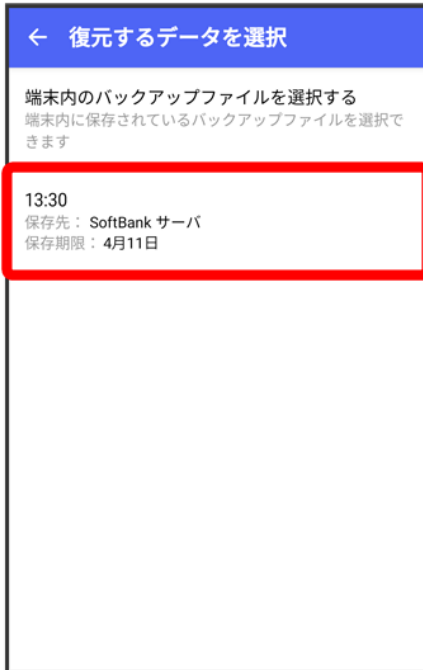 ← 復元するデータを選択
端末内のバックアップファイルを選択する
端末内に保存されているバックアップファイルを選択で
きます
13:30
保存先： SoftBank サーバ
保存期限： 4月11日